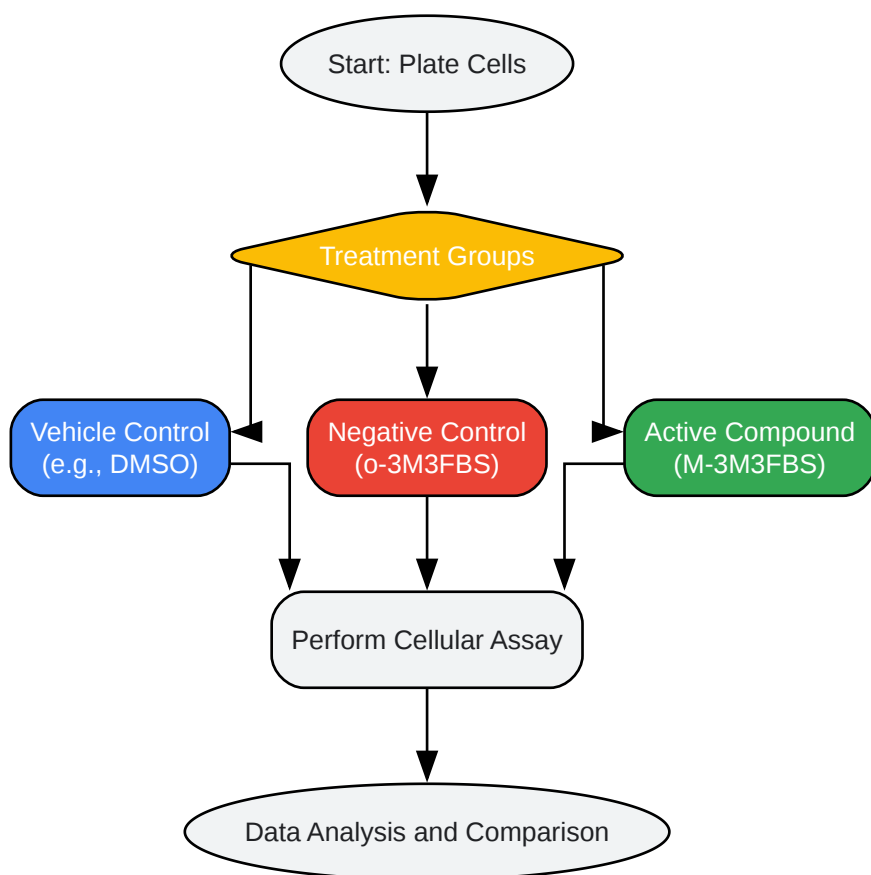 Start: Plate Cells
Treatment Groups
Vehicle Control
(e.g., DMSO)
Negative Control
(o-3M3FBS)
Active Compound
(M-3M3FBS)
Perform Cellular Assay
Data Analysis and Comparison